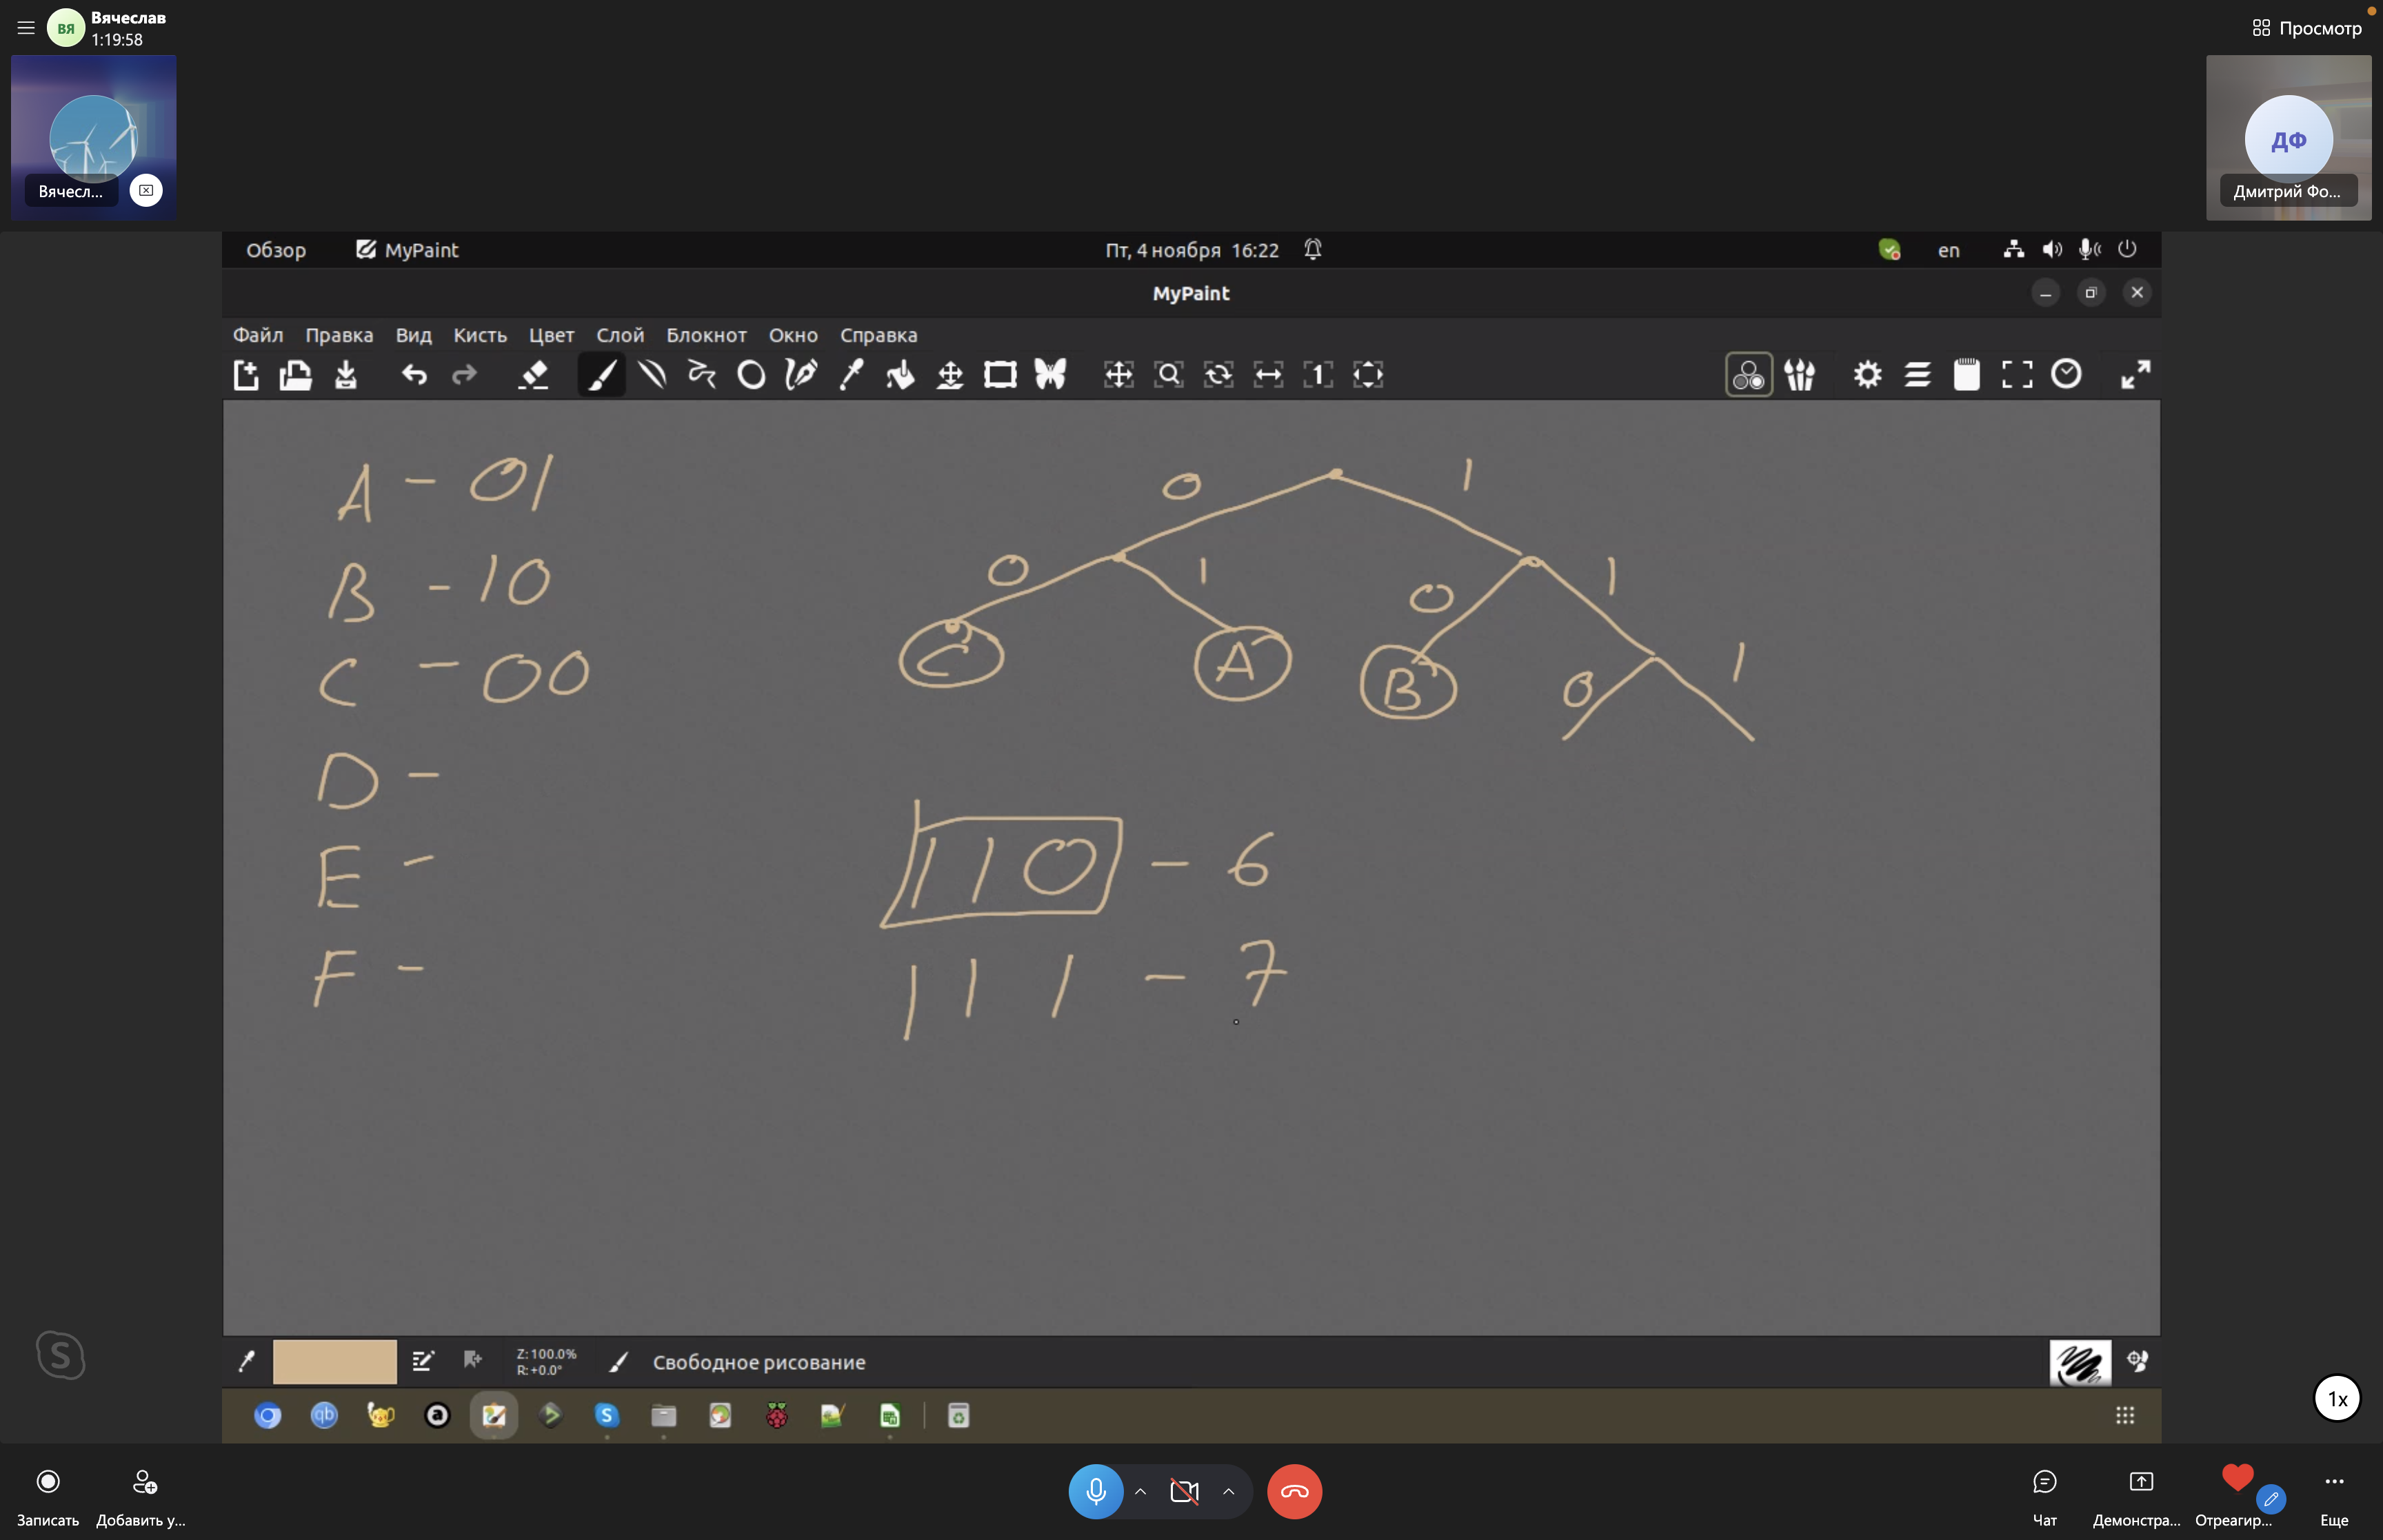 Вячеслав
1:19:58
ВЯ
Просмотр
Вячесл...
ДФ
Дмитрий Фо...
Обзор MyPaint Пт, 4 ноября 16:22 en
MyPaint
Файл Правка Вид Кисть Цвет Слой Блокнот Окно Справка
1
A - 01
B - 10
C - 00
D -
E -
F -
0 1
0 1 0 1
C A B 0 1
110 - 6
111 - 7
Z: 100.0%
R: +0.0°
Свободное рисование
S
qb a S
1x
Записать Добавить у... Чат Демонстра... Отреагир... Еще